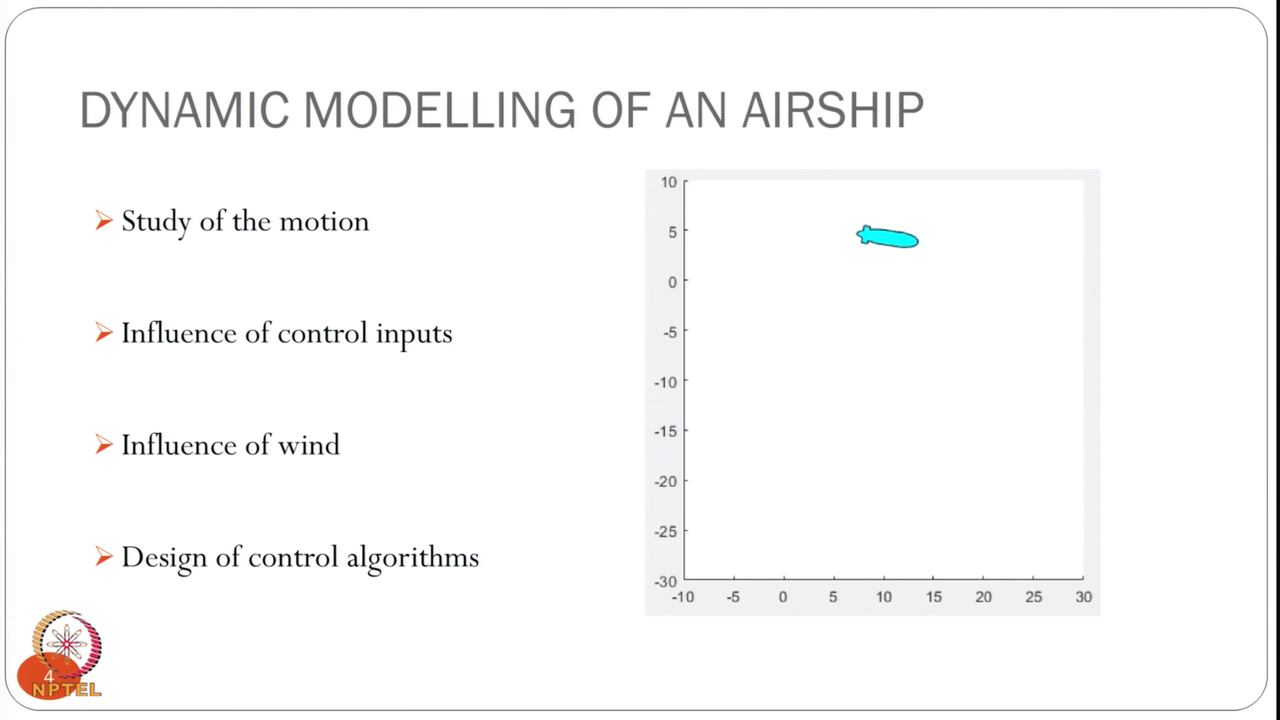 DYNAMIC MODELLING OF AN AIRSHIP
Study of the motion
Influence of control inputs
Influence of wind
Design of control algorithms
10
5
0
-5
-10
-15
-20
-25
-30
-10 -5 0 5 10 15 20 25 30
4
NPTEL